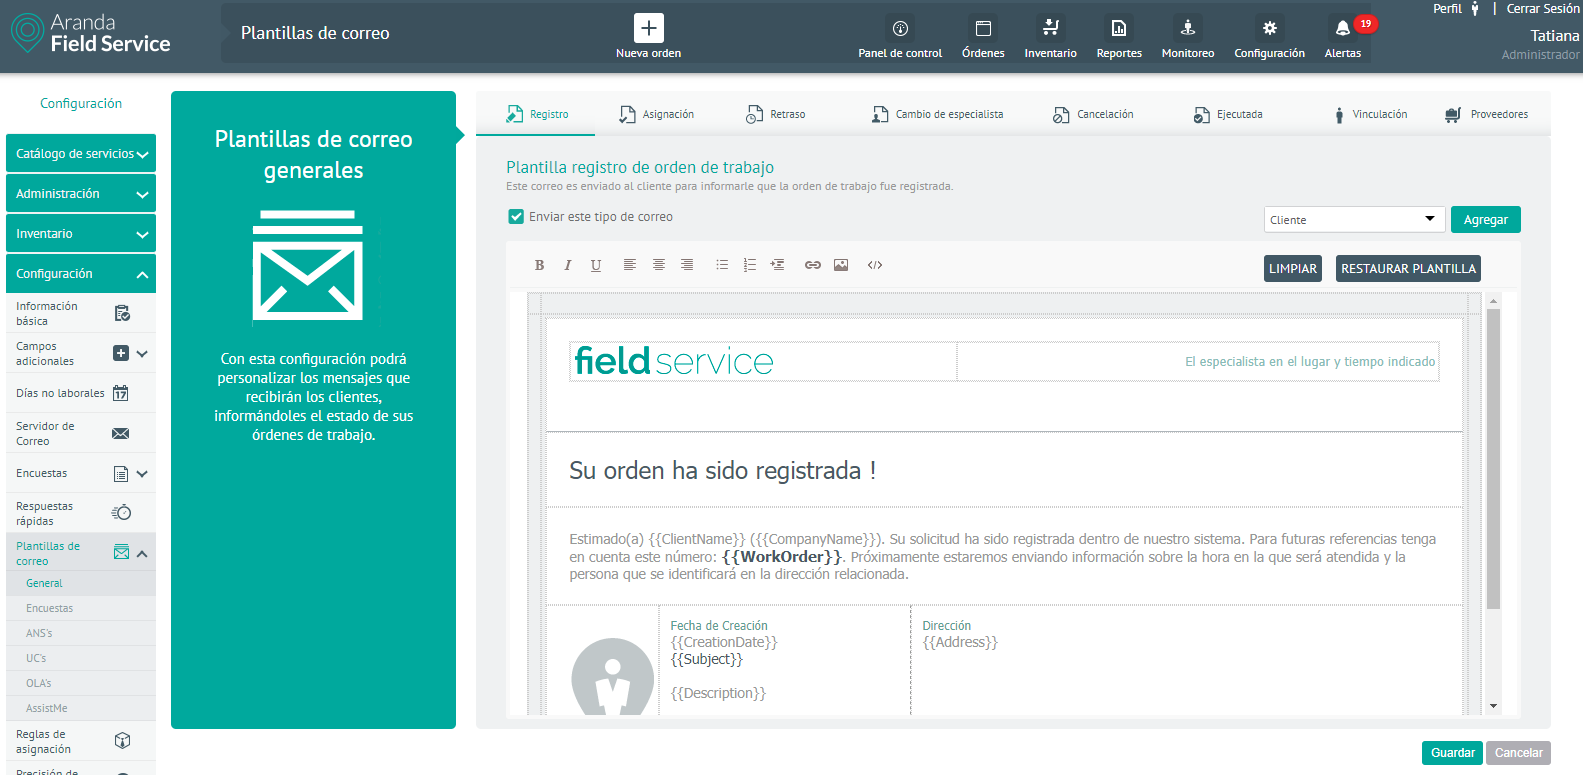 Aranda
Field Service
Plantillas de correo
Nueva orden
Panel de control
Órdenes
Inventario
Reportes
Monitoreo
Configuración
Alertas
19
Perfil | Cerrar Sesión
Tatiana
Administrador
Configuración
Catálogo de servicios
Administración
Inventario
Configuración
Información
básica
Campos
adicionales
Días no laborales
17
Servidor de
Correo
Encuestas
Respuestas
rápidas
Plantillas de
correo
General
Encuestas
ANS's
UC's
OLA's
AssistMe
Reglas de
asignación
Precisión de
Plantillas de correo
generales
Con esta configuración podrá
personalizar los mensajes que
recibirán los clientes,
informándoles el estado de sus
órdenes de trabajo.
Registro
Asignación
Retraso
Cambio de especialista
Cancelación
Ejecutada
Vinculación
Proveedores
Plantilla registro de orden de trabajo
Este correo es enviado al cliente para informarle que la orden de trabajo fue registrada.
Enviar este tipo de correo
Cliente
Agregar
B I U
LIMPIAR
RESTAURAR PLANTILLA
field service
El especialista en el lugar y tiempo indicado
Su orden ha sido registrada !
Estimado(a) {{ClientName}} ({{CompanyName}}). Su solicitud ha sido registrada dentro de nuestro sistema. Para futuras referencias tenga
en cuenta este número: {{WorkOrder}}. Próximamente estaremos enviando información sobre la hora en la que será atendida y la
persona que se identificará en la dirección relacionada.
Fecha de Creación
{{CreationDate}}
{{Subject}}
{{Description}}
Dirección
{{Address}}
Guardar
Cancelar